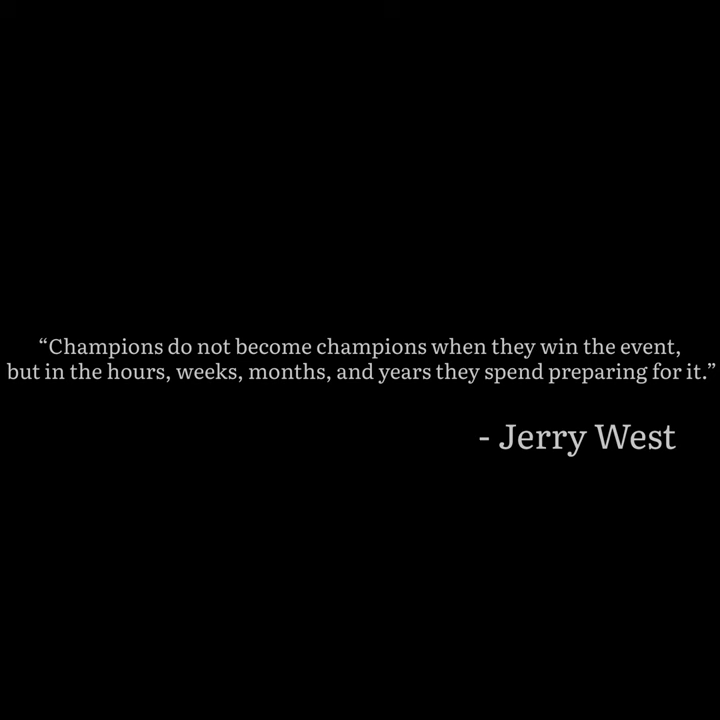 “Champions do not become champions when they win the event,
but in the hours, weeks, months, and years they spend preparing for it.”
- Jerry West